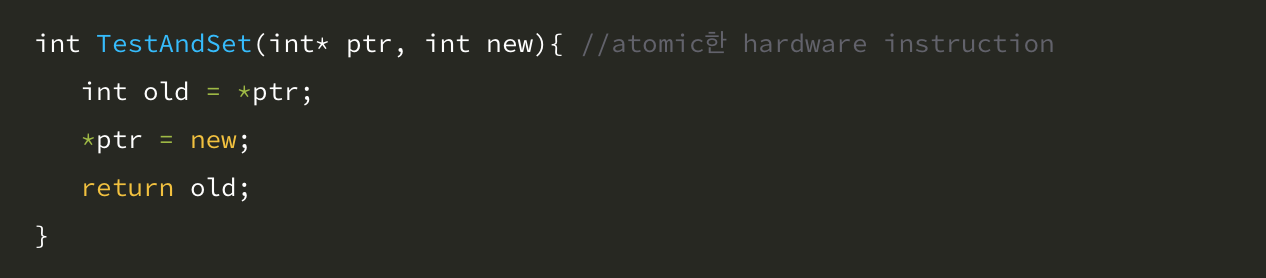 int TestAndSet(int* ptr, int new){ //atomic한 hardware instruction
   int old = *ptr;
   *ptr = new;
   return old;
}